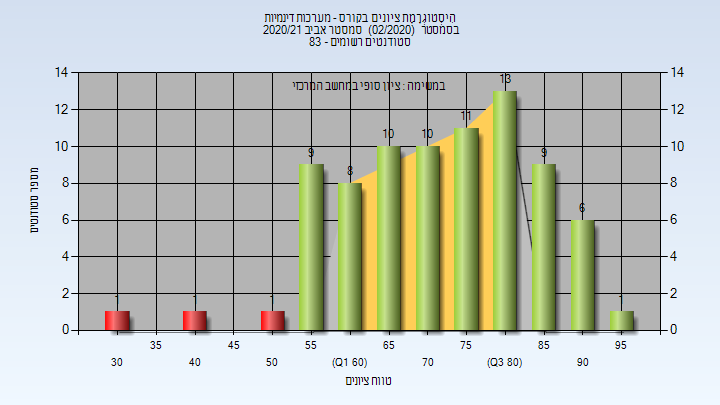 היסטוגרמת ציונים בקורס - מערכות דינמיות
בסמסטר (02/2020) סמסטר אביב 2020/21
סטודנטים רשומים - 83
במשימה : ציון סופי במחשב המרכזי
מספר סטודנטים
14 14
12 12
10 10
8 8
6 6
4 4
2 2
0 0
1 1 1 9 8 10 10 11 13 9 6 1
35 45 55 65 75 85 95
30 40 50 (Q1 60) 70 (Q3 80) 90
טווח ציונים